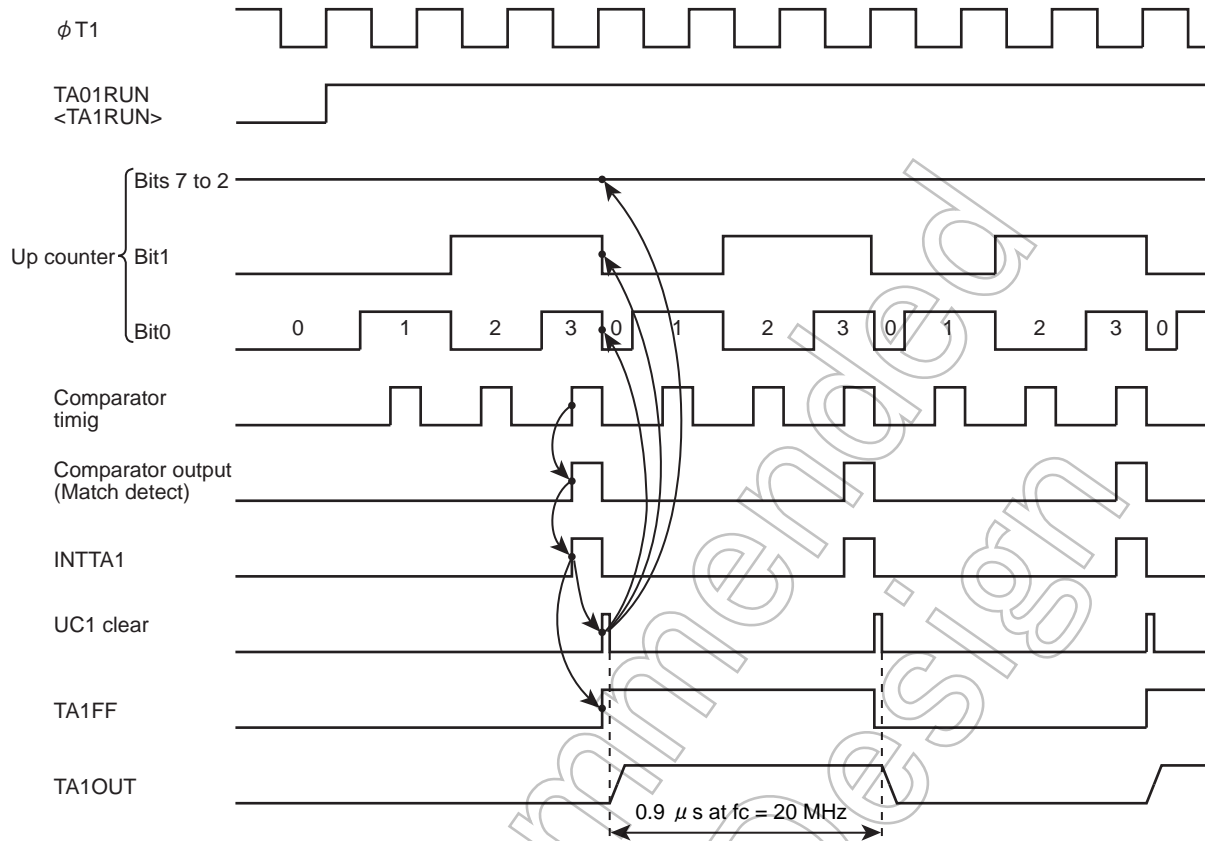 φT1
TA01RUN
<TA1RUN>
Bits 7 to 2
Up counter
Bit1
Bit0
0 1 2 3 0 1 2 3 0 1 2 3 0
Comparator
timig
Comparator output
(Match detect)
INTTA1
UC1 clear
TA1FF
TA1OUT
0.9 μ s at fc = 20 MHz
mmended
Design